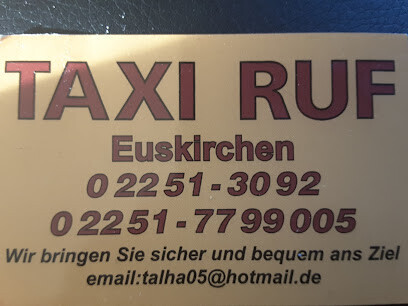 TAXI RUF
Euskirchen
02251-3092
02251-7799005
Wir bringen Sie sicher und bequem ans Ziel
email:talha05@hotmail.de